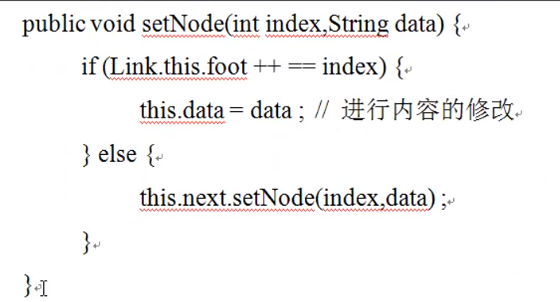 public void setNode(int index,String data) {
if (Link.this.foot ++ == index) {
this.data = data ; // 进行内容的修改
} else {
this.next.setNode(index,data) ;
}
}